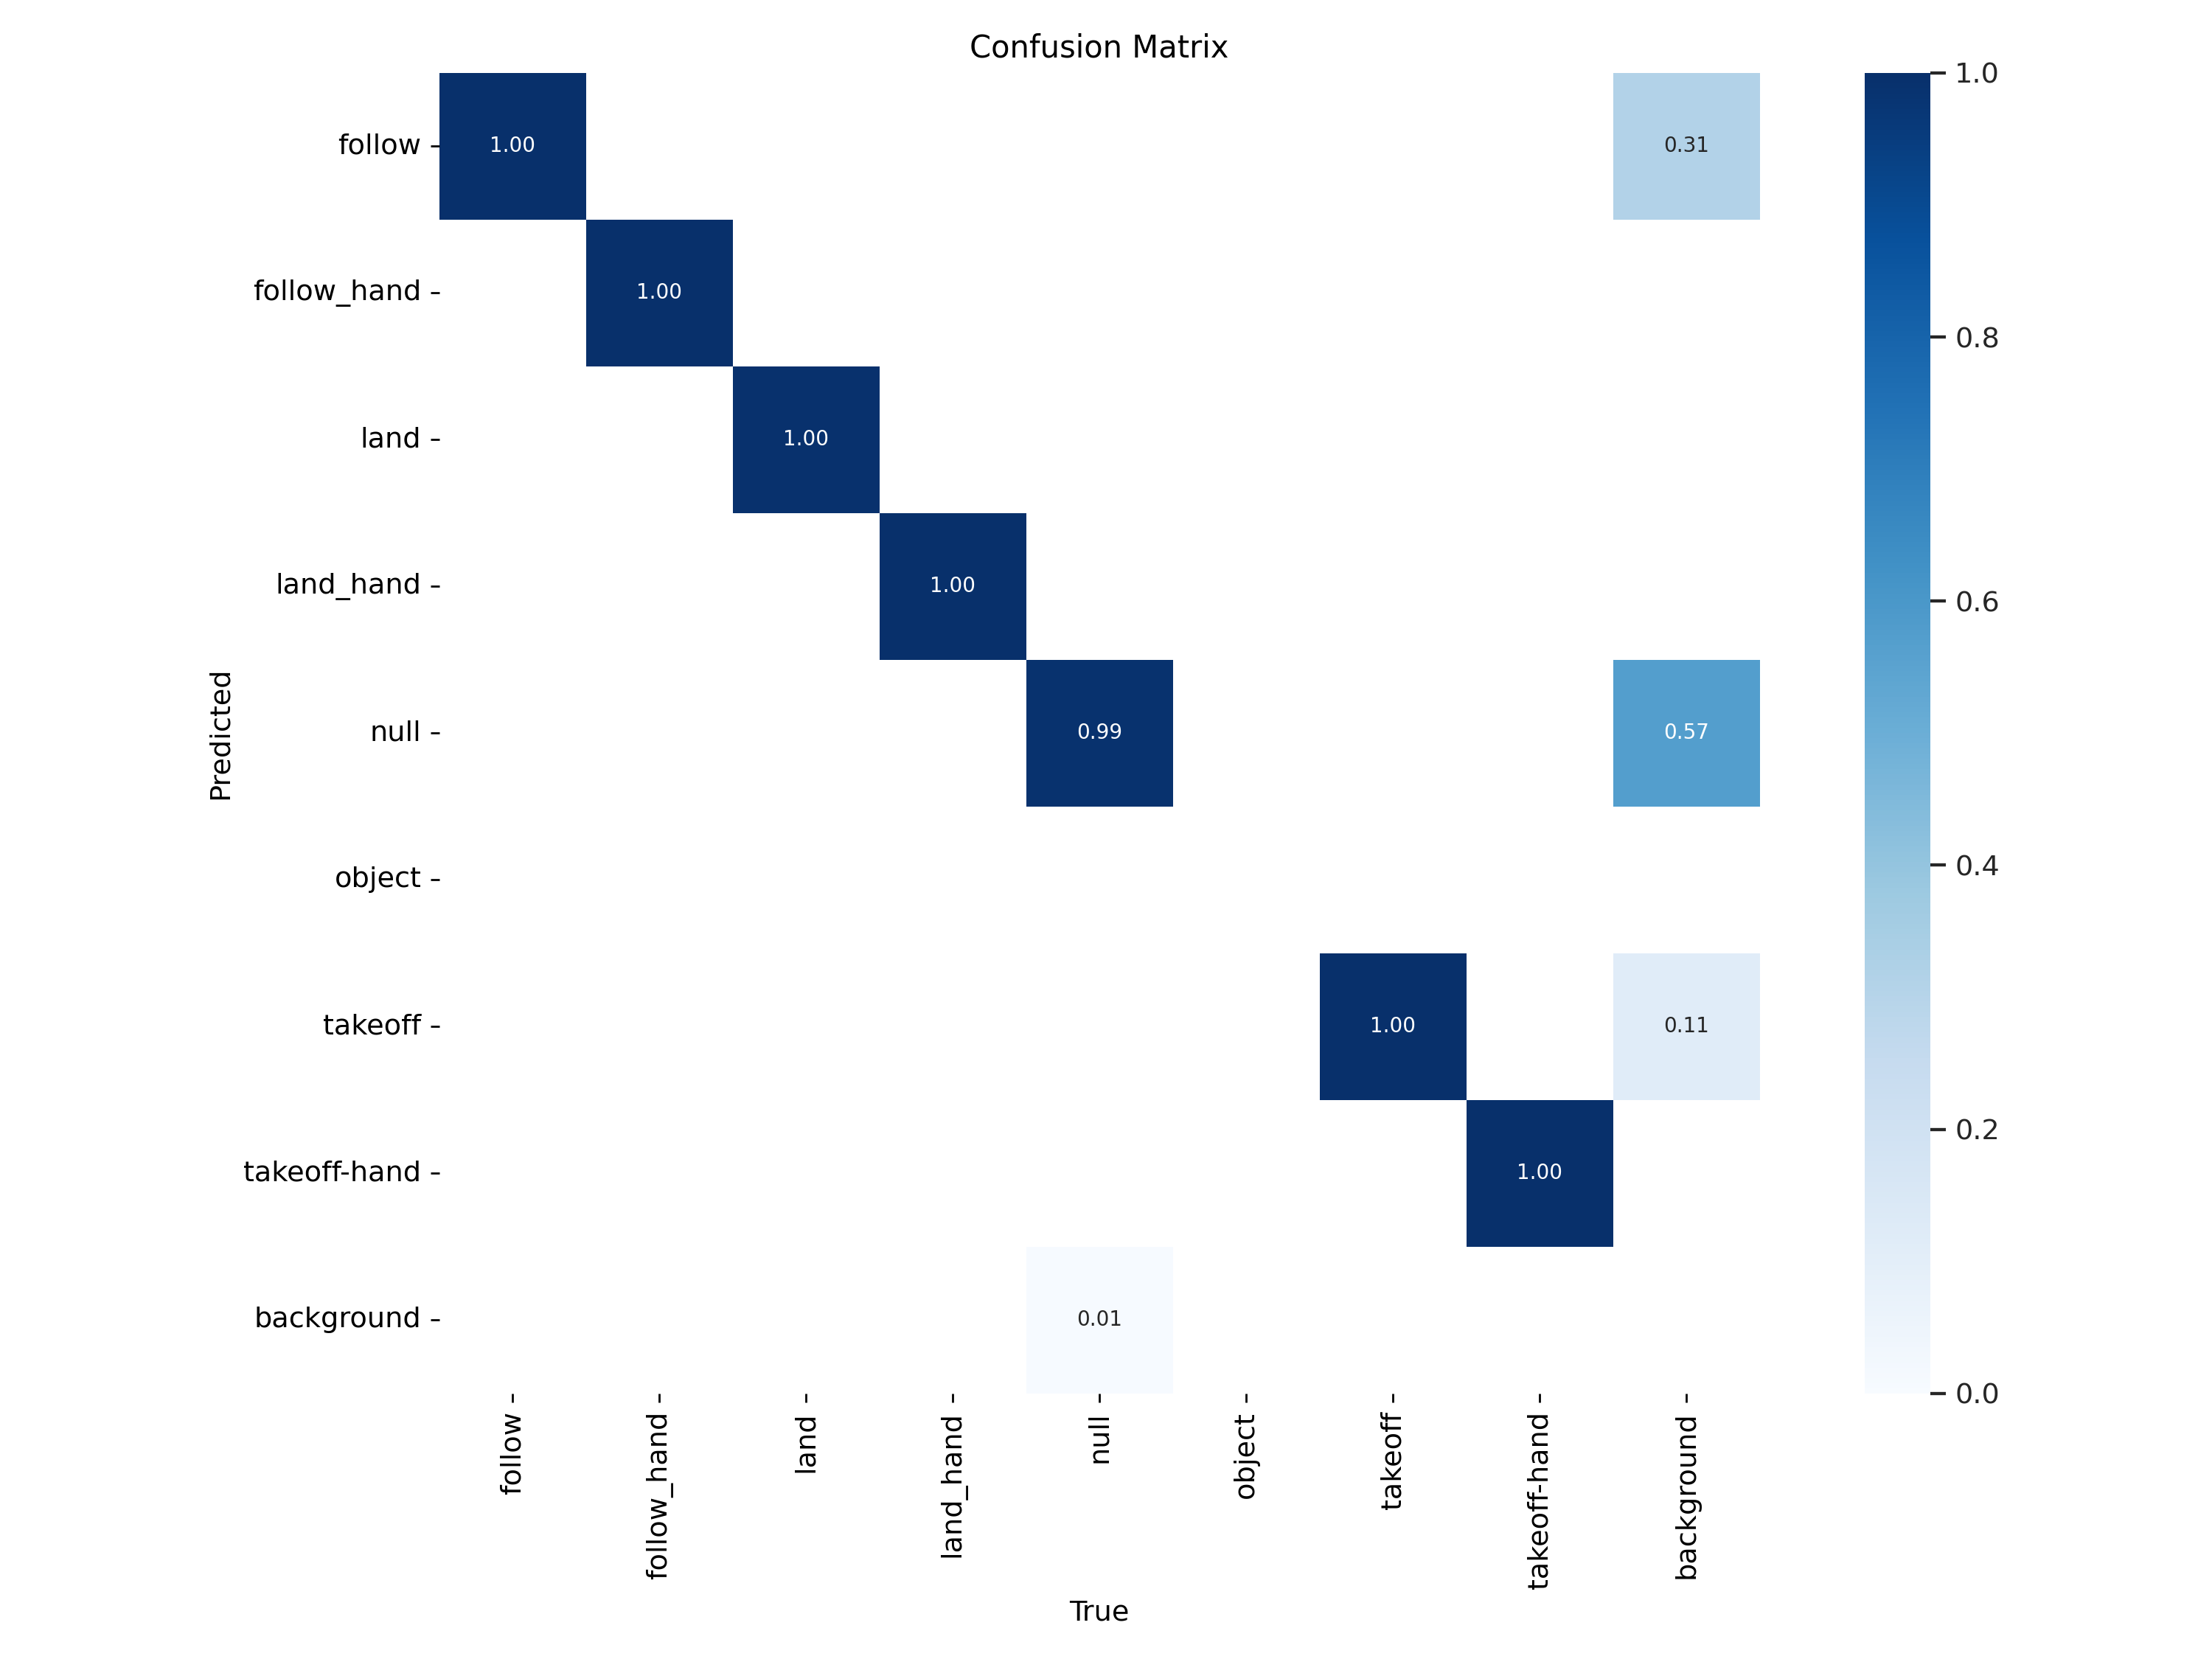 Confusion Matrix
follow
1.00
0.31
follow_hand
1.00
land
1.00
land_hand
1.00
null
0.99
0.57
object
takeoff
1.00
0.11
takeoff-hand
1.00
background
0.01
Predicted
follow
follow_hand
land
land_hand
null
object
takeoff
takeoff-hand
background
True
1.0
0.8
0.6
0.4
0.2
0.0